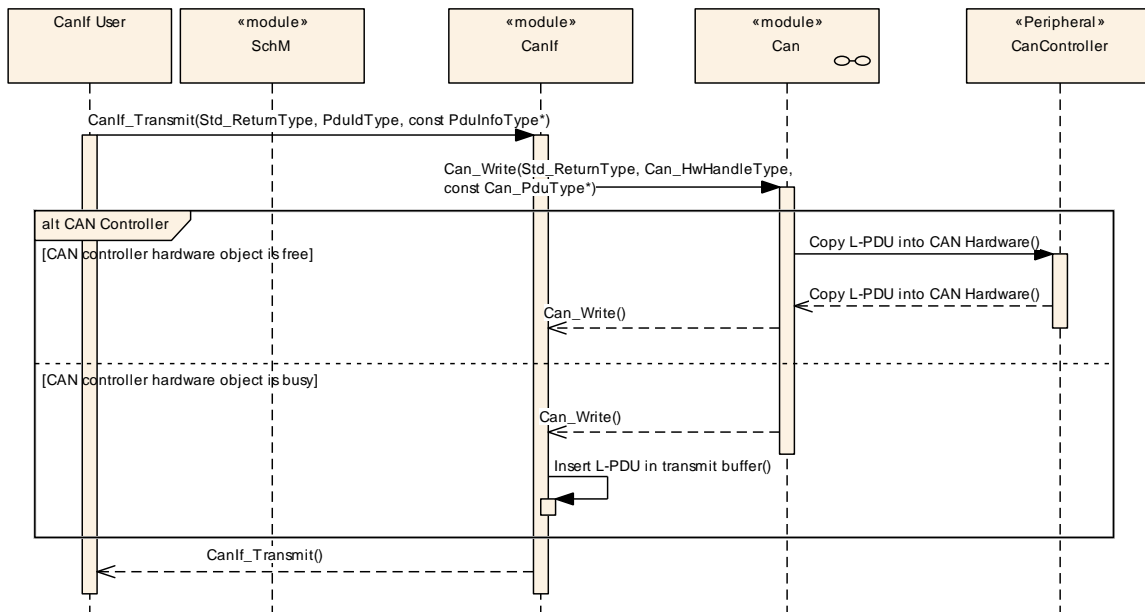 CanIf User
«module»
SchM
«module»
CanIf
«module»
Can
«Peripheral»
CanController
CanIf_Transmit(Std_ReturnType, PduIdType, const PduInfoType*)
Can_Write(Std_ReturnType, Can_HwHandleType,
const Can_PduType*)
alt CAN Controller
[CAN controller hardware object is free]
Copy L-PDU into CAN Hardware()
Copy L-PDU into CAN Hardware()
Can_Write()
[CAN controller hardware object is busy]
Can_Write()
Insert L-PDU in transmit buffer()
CanIf_Transmit()